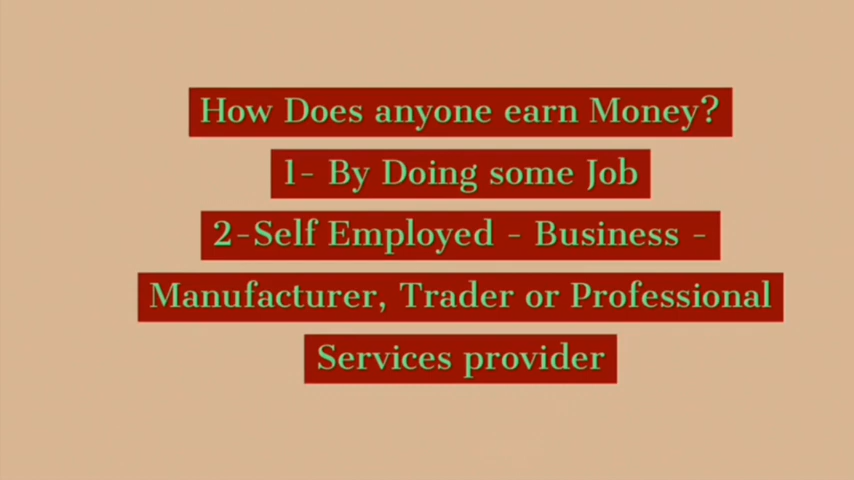 How Does anyone earn Money?
1- By Doing some Job
2-Self Employed - Business -
Manufacturer, Trader or Professional
Services provider